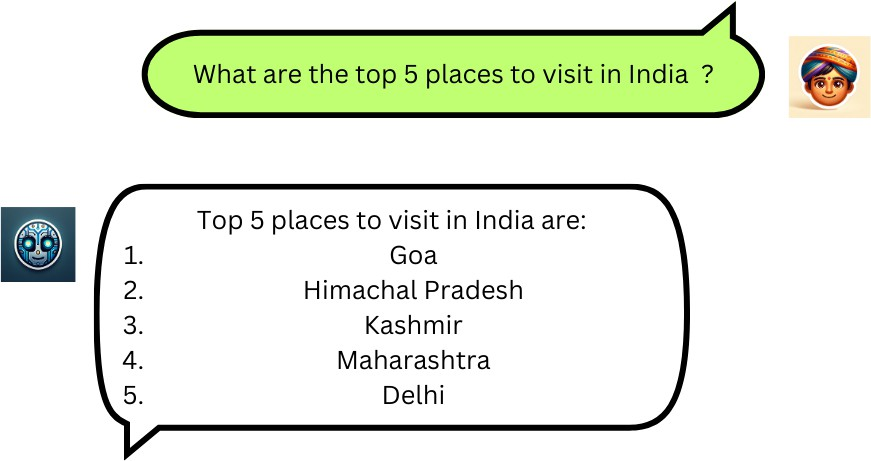 What are the top 5 places to visit in India  ?
Top 5 places to visit in India are:
1. Goa
2. Himachal Pradesh
3. Kashmir
4. Maharashtra
5. Delhi